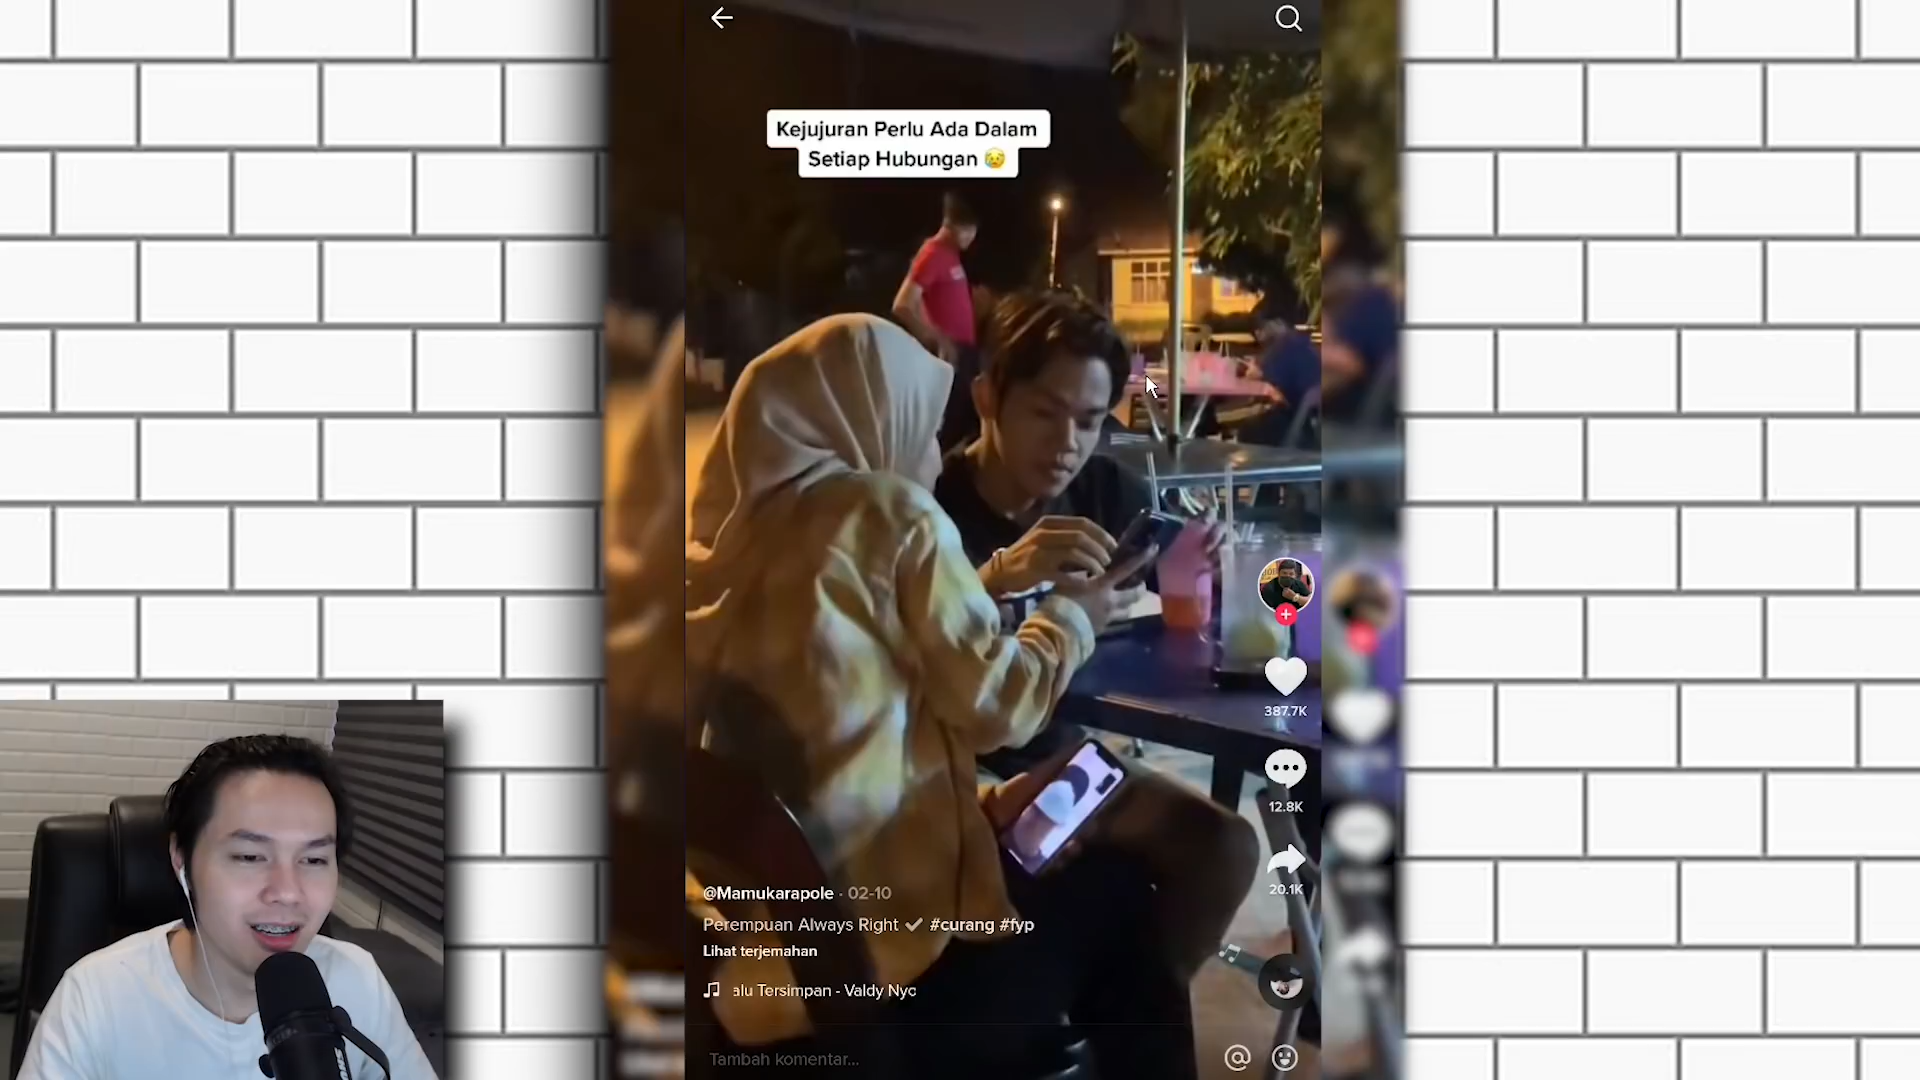 Kejujuran Perlu Ada Dalam
Setiap Hubungan 😥
387.7K
12.8K
20.1K
@Mamukarapole · 02-10
Perempuan Always Right ✓ #curang #fyp
Lihat terjemahan
alu Tersimpan - Valdy Nyc
Tambah komentar...